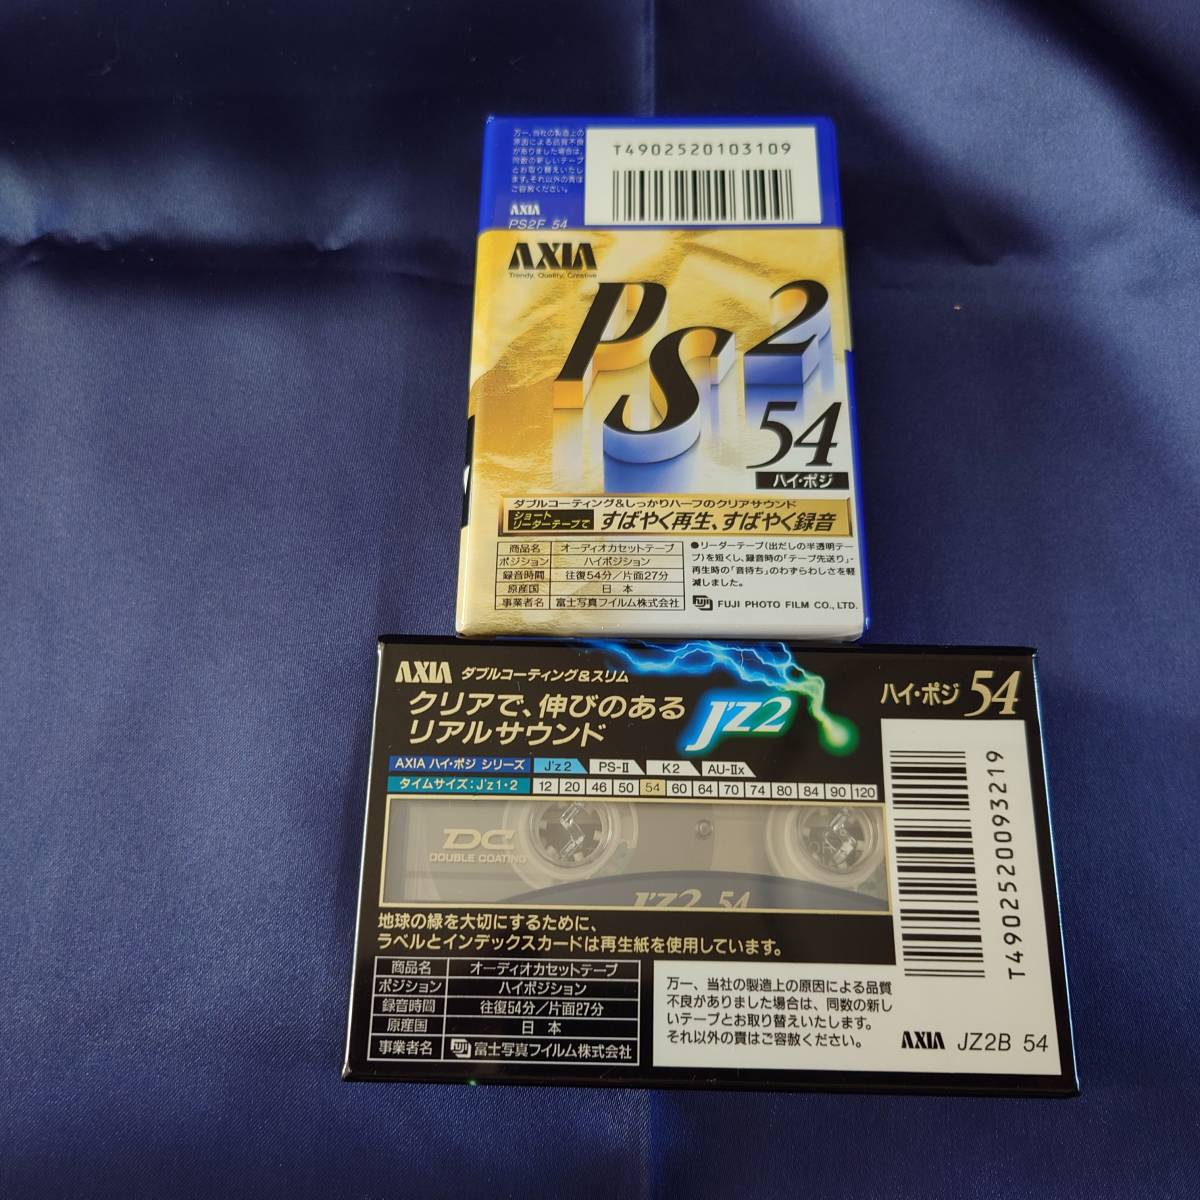 万一、当社の製造上の
原因による品質不良
がありました場合は、
同数の新しいテープ
とお取り替えいたし
ます。それ以外の責は
ご容赦ください。
AXIA
PS2F 54
T4902520103109
AXIA
Trendy, Quality, Creative
PS2
54
ハイ・ポジ
ダブルコーティング&しっかりハーフのクリアサウンド
ショート
リーダーテープで
すばやく再生、すばやく録音
商品名 オーディオカセットテープ
ポジション ハイポジション
録音時間 往復54分/片面27分
原産国 日本
事業者名 富士写真フイルム株式会社
●リーダーテープ(出だしの半透明テー
プ)を短くし、録音時の「テープ先送り」・
再生時の「音待ち」のわずらわしさを軽
減しました。
FUJI FUJI PHOTO FILM CO., LTD.
AXIA ダブルコーティング&スリム
クリアで、伸びのある
リアルサウンド
J'z2
ハイ・ポジ 54
AXIA ハイ・ポジ シリーズ J'z2 PS-II K2 AU-IIx
タイムサイズ:J'z1・2 12 20 46 50 54 60 64 70 74 80 84 90 120
DC
DOUBLE COATING
J'z2 54
地球の緑を大切にするために、
ラベルとインデックスカードは再生紙を使用しています。
商品名 オーディオカセットテープ
ポジション ハイポジション
録音時間 往復54分/片面27分
原産国 日本
事業者名 FUJI 富士写真フイルム株式会社
万一、当社の製造上の原因による品質
不良がありました場合は、同数の新し
いテープとお取り替えいたします。
それ以外の責はご容赦ください。
T4902520093219
AXIA JZ2B 54